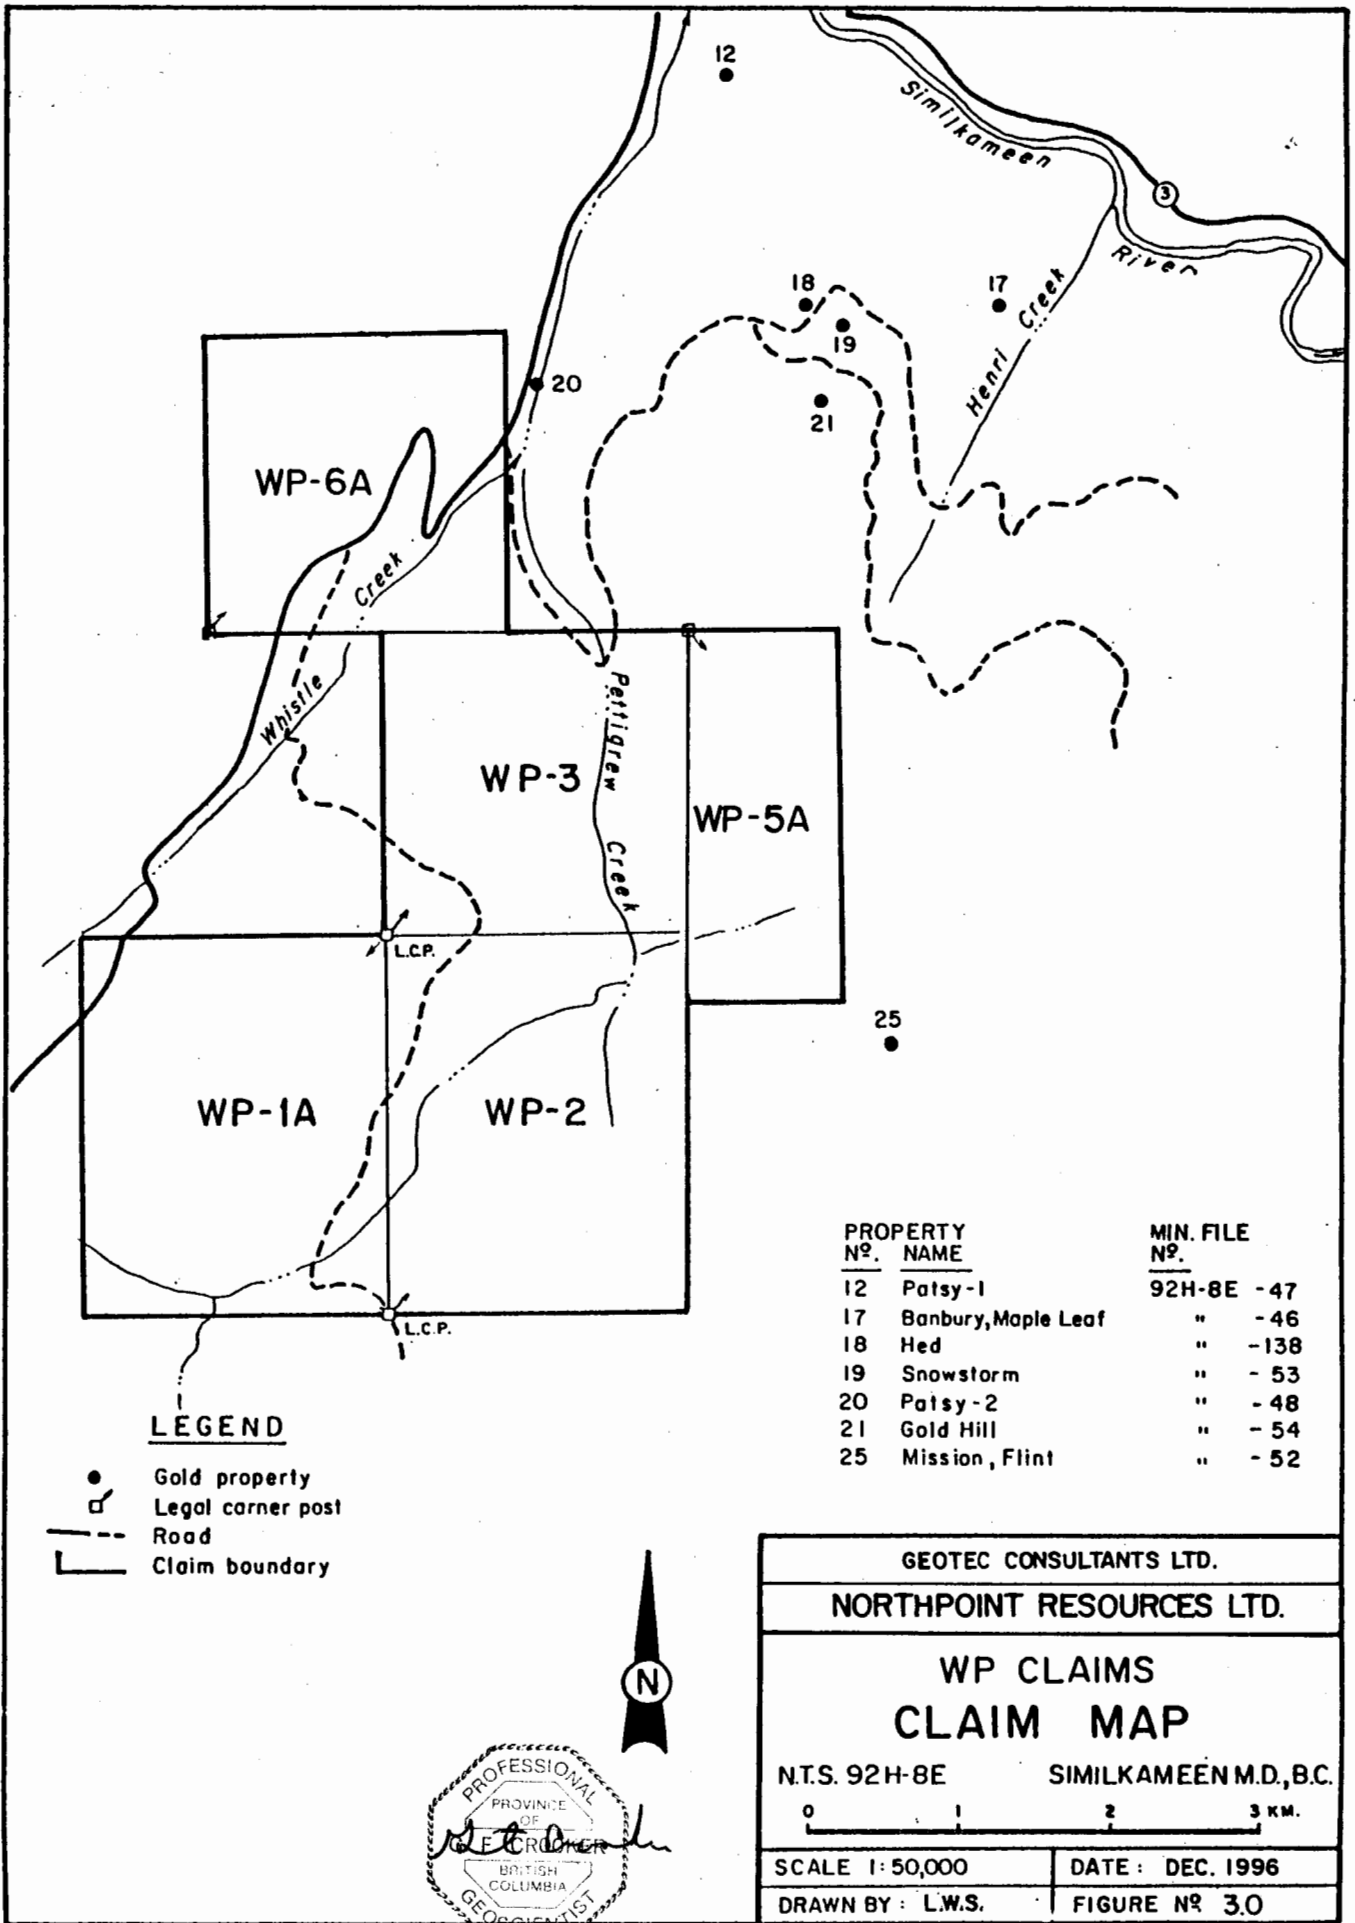 12
Similkameen
3
River
18
17
Henri Creek
19
20
21
WP-6A
Creek
Whistle
Pettigrew Creek
WP-3
WP-5A
L.C.P.
25
WP-1A
WP-2
L.C.P.
PROPERTY MIN. FILE
Nº. NAME Nº.
12 Patsy-1 92H-8E -47
17 Banbury, Maple Leaf " -46
18 Hed " -138
19 Snowstorm " - 53
20 Patsy-2 " - 48
21 Gold Hill " - 54
25 Mission, Flint " - 52
LEGEND
Gold property
Legal corner post
Road
Claim boundary
N
GEOTEC CONSULTANTS LTD.
NORTHPOINT RESOURCES LTD.
WP CLAIMS
CLAIM MAP
N.T.S. 92H-8E SIMILKAMEEN M.D., B.C.
0 1 2 3 KM.
SCALE 1:50,000 DATE: DEC. 1996
DRAWN BY: L.W.S. FIGURE Nº 3.0
PROFESSIONAL
PROVINCE
OF
CROOKER
BRITISH
COLUMBIA
GEOSCIENTIST